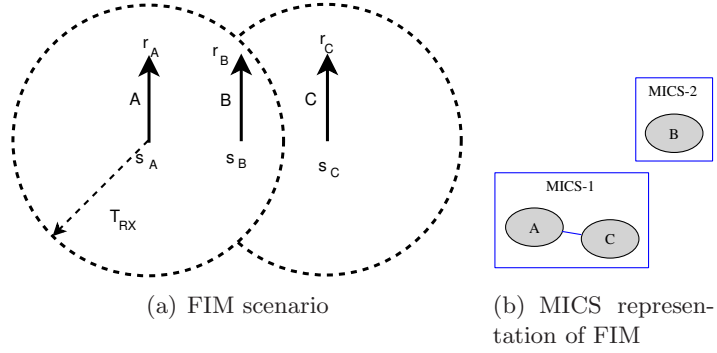 r_A
r_B
r_C
A
B
C
s_A
s_B
s_C
T_RX
(a) FIM scenario
MICS-2
B
MICS-1
A
C
(b) MICS represen-
tation of FIM